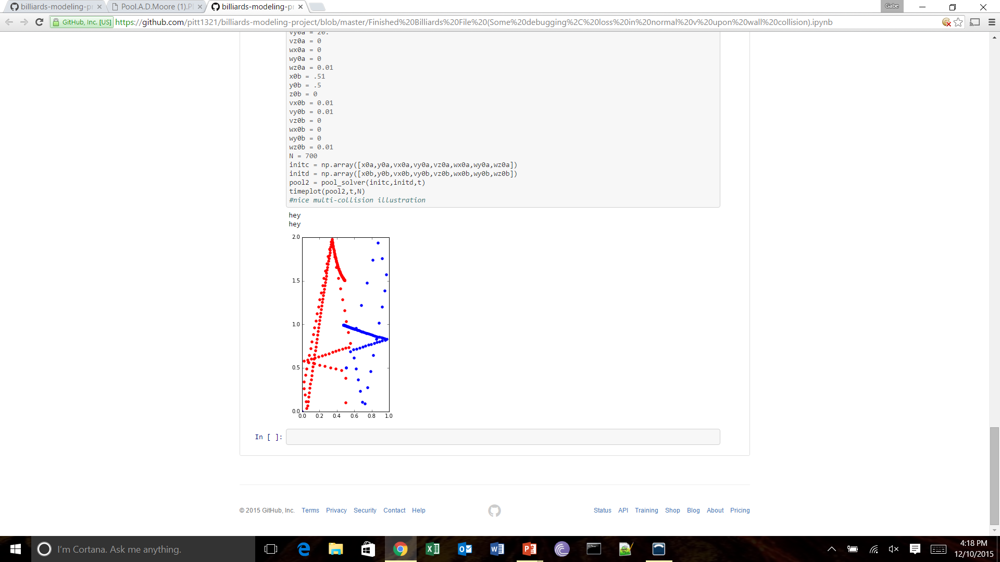 billiards-modeling-pr
Pool.A.D.Moore (1).P
billiards-modeling-pr
Gabe
GitHub, Inc. [US]
https://github.com/pitt1321/billiards-modeling-project/blob/master/Finished%20Billiards%20File%20(Some%20debugging%2C%20loss%20in%20normal%20v%20upon%20wall%20collision).ipynb
vy0a = 20.
vz0a = 0
wx0a = 0
wy0a = 0
wz0a = 0.01
x0b = .51
y0b = .5
z0b = 0
vx0b = 0.01
vy0b = 0.01
vz0b = 0
wx0b = 0
wy0b = 0
wz0b = 0.01
N = 700
initc = np.array([x0a,y0a,vx0a,vy0a,vz0a,wx0a,wy0a,wz0a])
initd = np.array([x0b,y0b,vx0b,vy0b,vz0b,wx0b,wy0b,wz0b])
pool2 = pool_solver(initc,initd,t)
timeplot(pool2,t,N)
#nice multi-collision illustration
hey
hey
2.0
1.5
1.0
0.5
0.0
0.0 0.2 0.4 0.6 0.8 1.0
In [ ]:
© 2015 GitHub, Inc. Terms Privacy Security Contact Help
Status API Training Shop Blog About Pricing
I'm Cortana. Ask me anything.
4:18 PM
12/10/2015